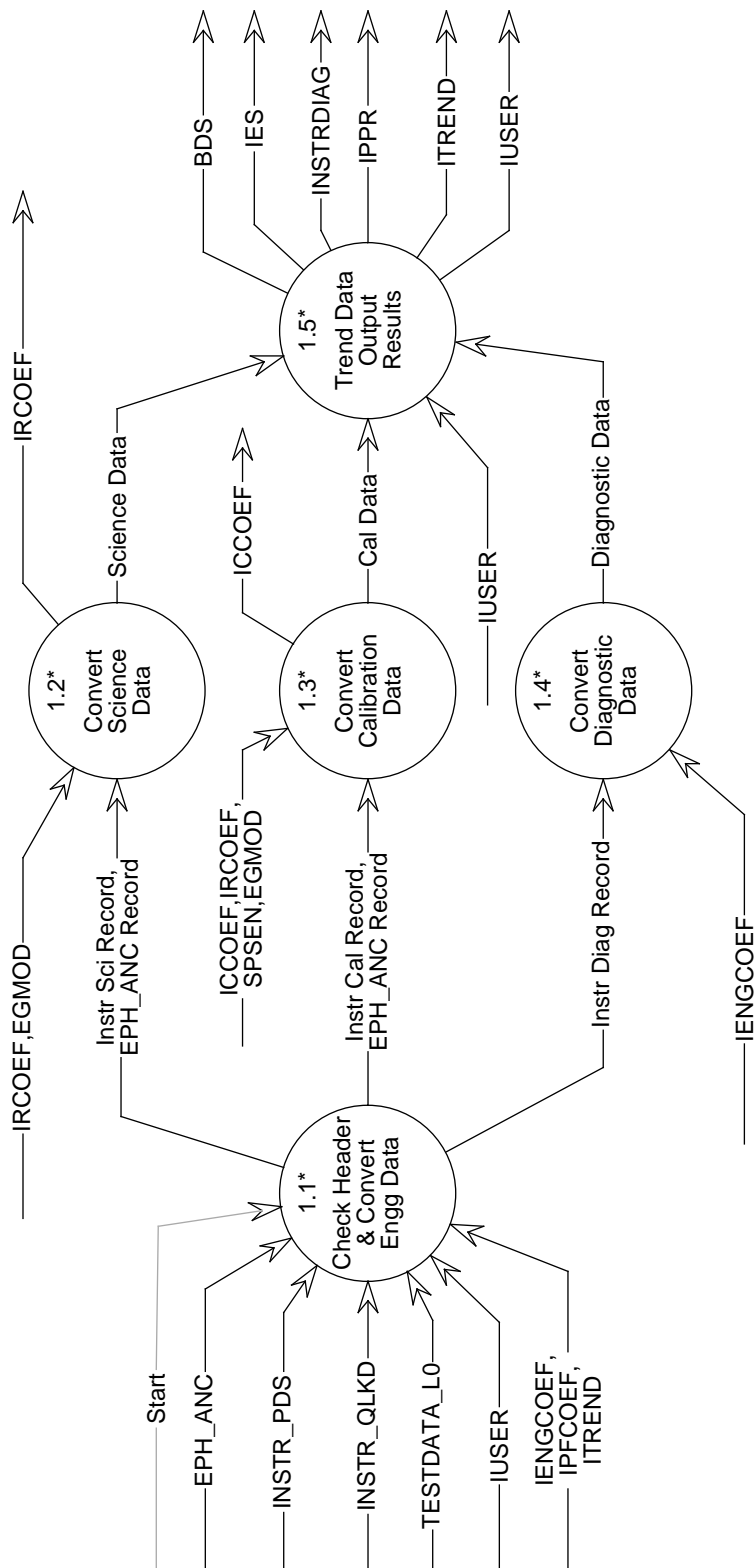 Start
EPH_ANC
INSTR_PDS
INSTR_QLKD
TESTDATA_L0
IUSER
IENGCOEF,
IPFCOEF,
ITREND
1.1*
Check Header
& Convert
Engg Data
IRCOEF,EGMOD
Instr Sci Record,
EPH_ANC Record
ICCOEF,IRCOEF,
SPSEN,EGMOD
Instr Cal Record,
EPH_ANC Record
Instr Diag Record
IENGCOEF
1.2*
Convert
Science
Data
1.3*
Convert
Calibration
Data
1.4*
Convert
Diagnostic
Data
IRCOEF
Science Data
ICCOEF
Cal Data
IUSER
Diagnostic Data
1.5*
Trend Data
Output
Results
BDS
IES
INSTRDIAG
IPPR
ITREND
IUSER